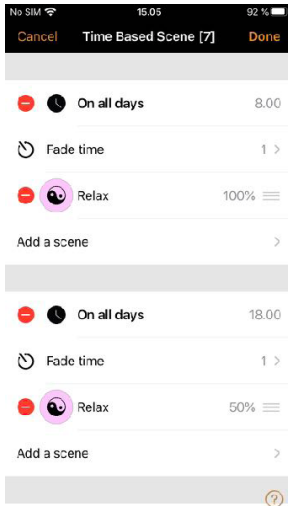 No SIM 15.05 92 %
Cancel Time Based Scene [7] Done
On all days 8.00
Fade time 1 >
Relax 100%
Add a scene >
On all days 18.00
Fade time 1 >
Relax 50%
Add a scene >
?